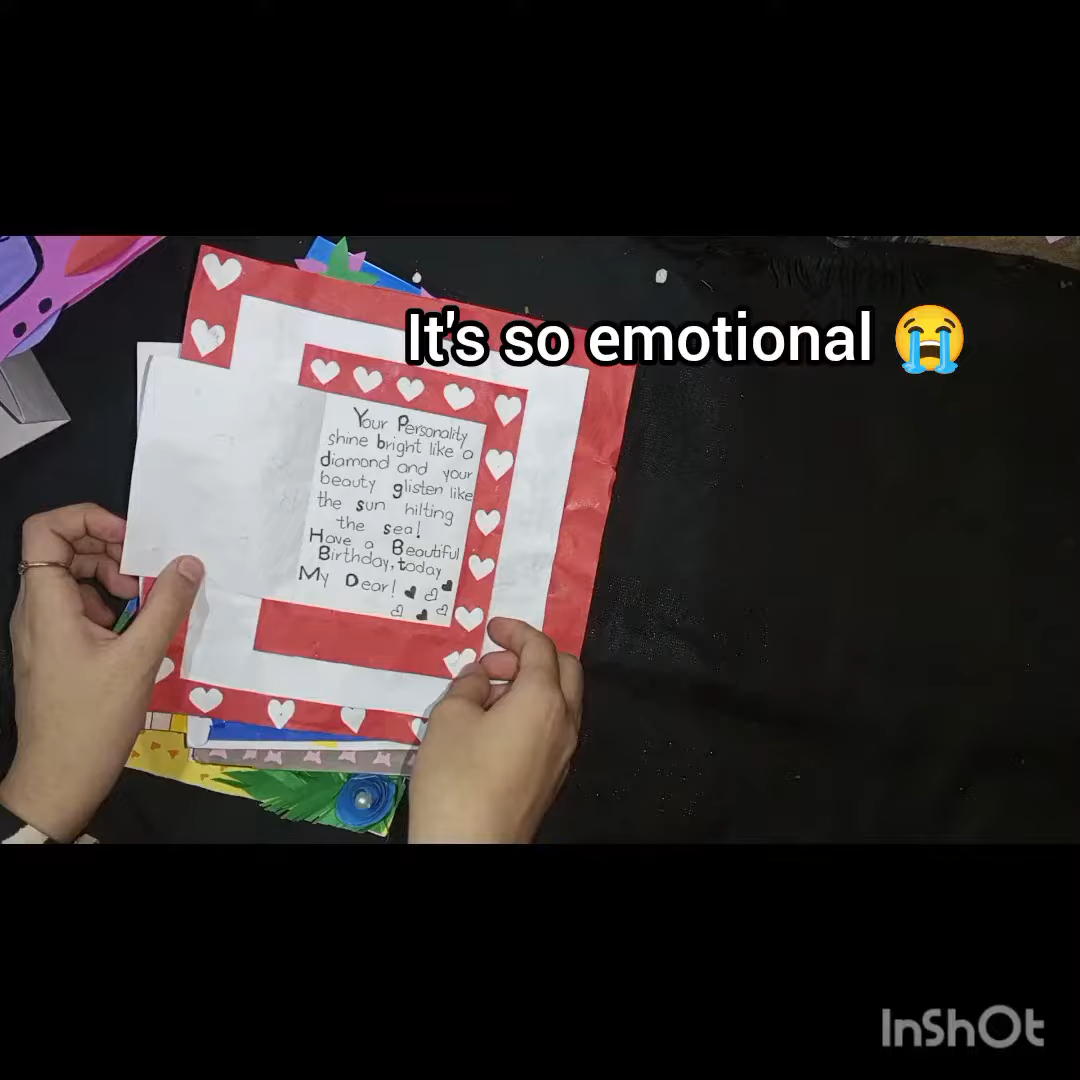 It's so emotional 😭
Your Personality
shine bright like a
diamond and your
beauty glisten like
the sun hilting
the sea!
Have a Beautiful
Birthday, today
My Dear!
InShOt